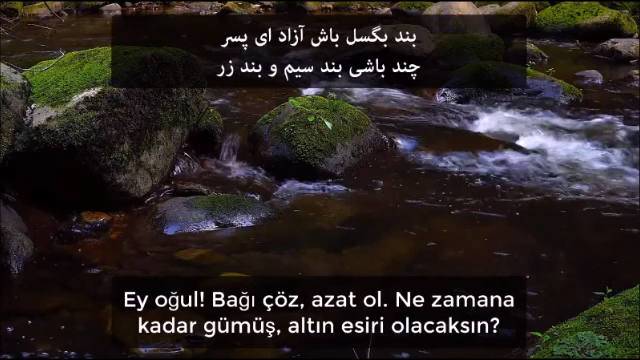 بند بگسل باش آزاد ای پسر
چند باشی بند سیم و بند زر
Ey oğul! Bağı çöz, azat ol. Ne zamana
kadar gümüş, altın esiri olacaksın?